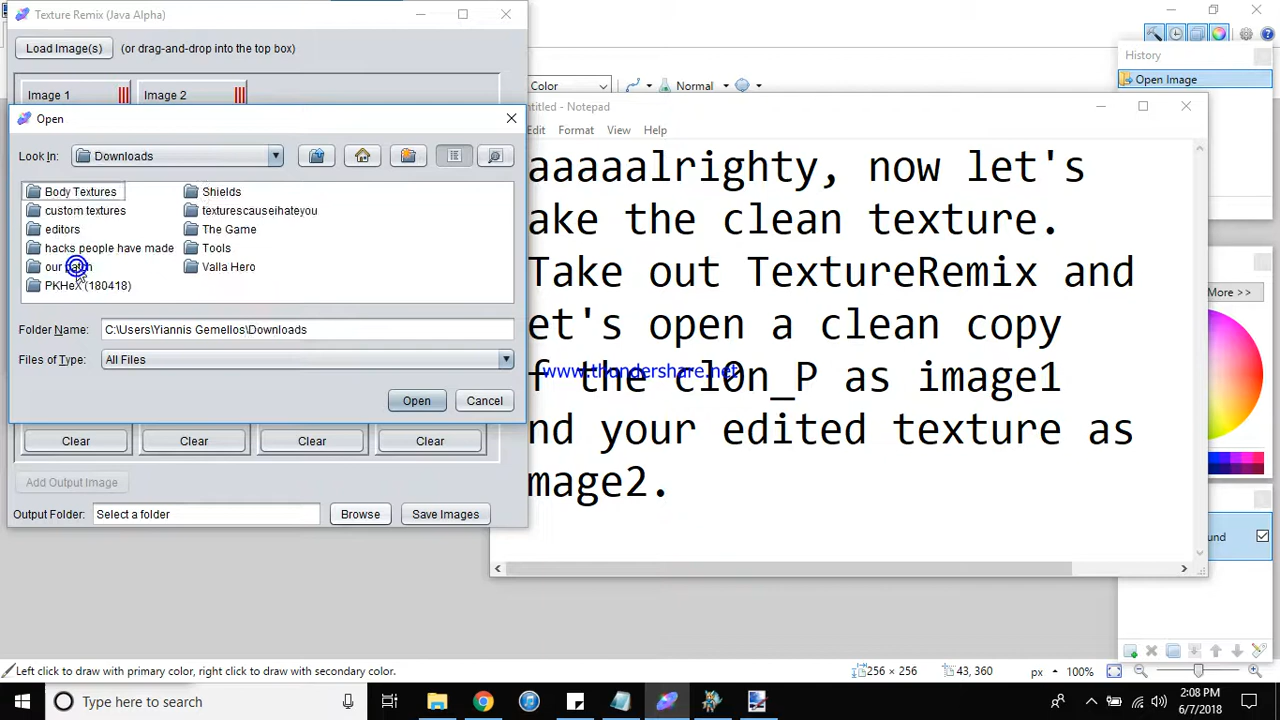 Texture Remix (Java Alpha)
Load Image(s)
(or drag-and-drop into the top box)
Image 1
Image 2
Open
Look In:
Downloads
Body Textures
Shields
custom textures
texturescauseihateyou
editors
The Game
hacks people have made
Tools
our
Valla Hero
PKHeX (180418)
Folder Name:
C:\Users\Yiannis Gemellos\Downloads
Files of Type:
All Files
Open
Cancel
Clear
Clear
Clear
Clear
Add Output Image
Output Folder:
Select a folder
Browse
Save Images
Color
Normal
ntitled - Notepad
Edit
Format
View
Help
aaaaalrighty, now let's
ake the clean texture.
Take out TextureRemix and
et's open a clean copy
f the cl0n_P as image1
nd your edited texture as
mage2.
www.thundershare.net
History
Open Image
More >>
und
Left click to draw with primary color, right click to draw with secondary color.
256 × 256
43, 360
px
100%
Type here to search
2:08 PM
6/7/2018